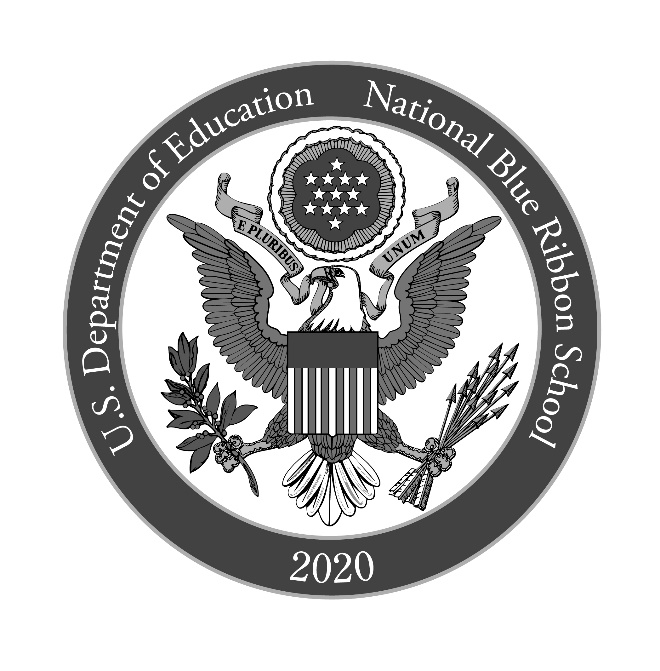 U.S. Department of Education
National Blue Ribbon School
E PLURIBUS
UNUM
2020